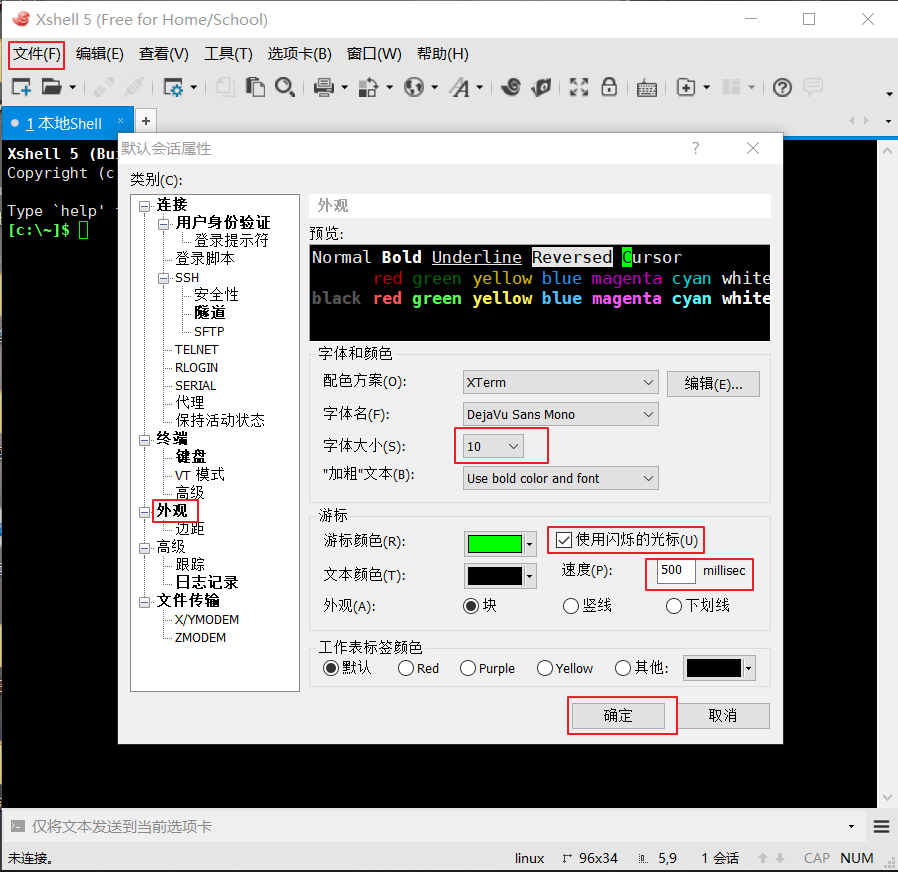 Xshell 5 (Free for Home/School)
文件(F) 编辑(E) 查看(V) 工具(T) 选项卡(B) 窗口(W) 帮助(H)
1 本地Shell × +
Xshell 5 (Bu
Copyright (c
Type `help'
[c:\~]$
默认会话属性 ?
类别(C):
连接
用户身份验证
登录提示符
登录脚本
SSH
安全性
隧道
SFTP
TELNET
RLOGIN
SERIAL
代理
保持活动状态
终端
键盘
VT 模式
高级
外观
边距
高级
跟踪
日志记录
文件传输
X/YMODEM
ZMODEM
外观
预览:
Normal Bold Underline Reversed Cursor
red green yellow blue magenta cyan white
black red green yellow blue magenta cyan white
字体和颜色
配色方案(O): XTerm 编辑(E)...
字体名(F): DejaVu Sans Mono
字体大小(S): 10
"加粗"文本(B): Use bold color and font
游标
游标颜色(R): 使用闪烁的光标(U)
文本颜色(T): 速度(P): 500 millisec
外观(A): 块 竖线 下划线
工作表标签颜色
默认 Red Purple Yellow 其他:
确定 取消
仅将文本发送到当前选项卡
未连接。 linux 96x34 5,9 1 会话 CAP NUM